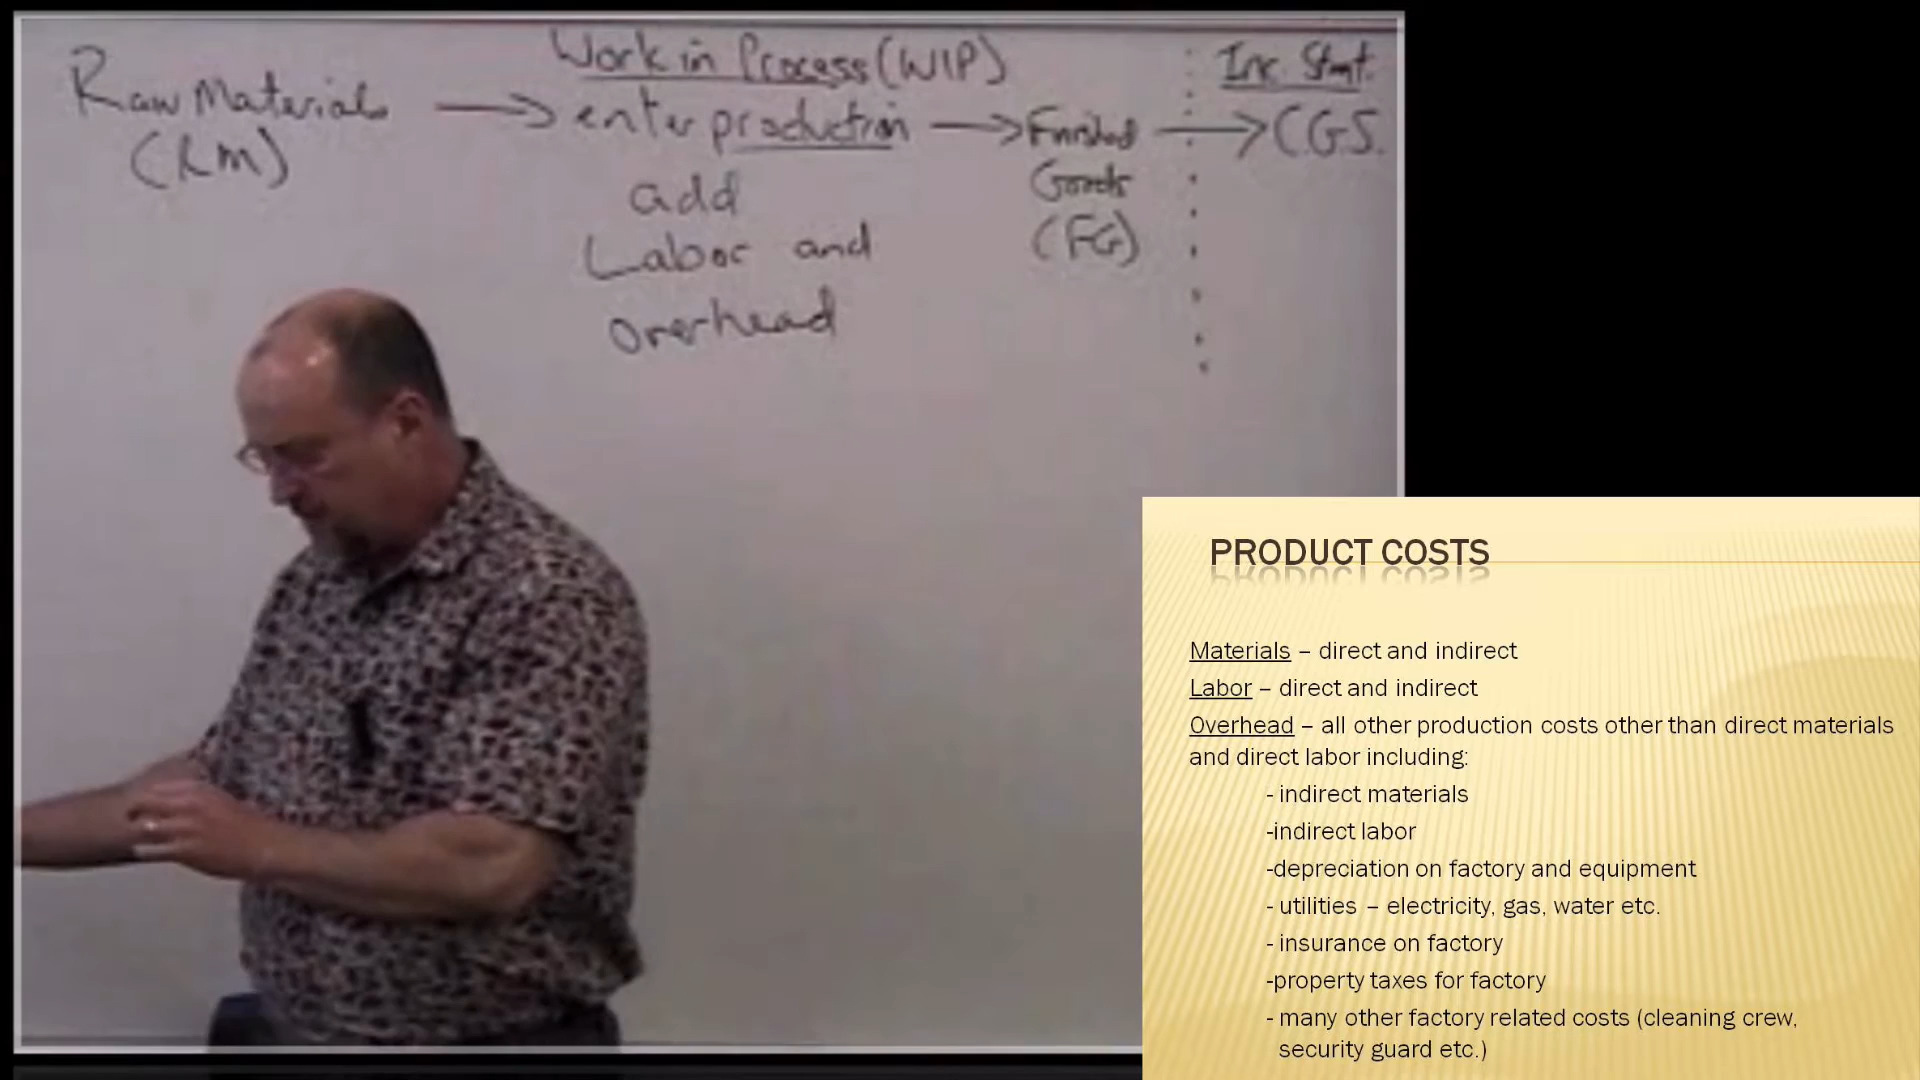 Work in Process (WIP)
Inc. Stmt.
Raw Materials
enter production
Finished
C.G.S.
(RM)
Goods
add
(FG)
Labor and
overhead
PRODUCT COSTS
Materials – direct and indirect
Labor – direct and indirect
Overhead – all other production costs other than direct materials
and direct labor including:
- indirect materials
-indirect labor
-depreciation on factory and equipment
- utilities – electricity, gas, water etc.
- insurance on factory
-property taxes for factory
- many other factory related costs (cleaning crew,
security guard etc.)